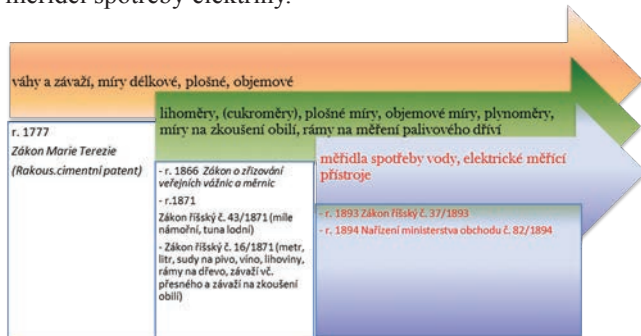 měřidel spotřeby elektřiny.
váhy a závaží, míry délkové, plošné, objemové
lihoměry, (cukroměry), plošné míry, objemové míry, plynoměry,
míry na zkoušení obilí, rámy na měření palivového dříví
měřidla spotřeby vody, elektrické měřící
přístroje
r. 1777
Zákon Marie Terezie
(Rakous.cimentní patent)
- r. 1866 Zákon o zřizování
veřejních vážnic a měrnic
- r.1871
Zákon říšský č. 43/1871 (míle
námořní, tuna lodní)
- Zákon říšský č. 16/1871 (metr,
litr, sudy na pivo, víno, lihoviny,
rámy na dřevo, závaží vč.
přesného a závaží na zkoušení
obilí)
- r. 1893 Zákon říšský č. 37/1893
- r. 1894 Nařízení ministerstva obchodu č. 82/1894